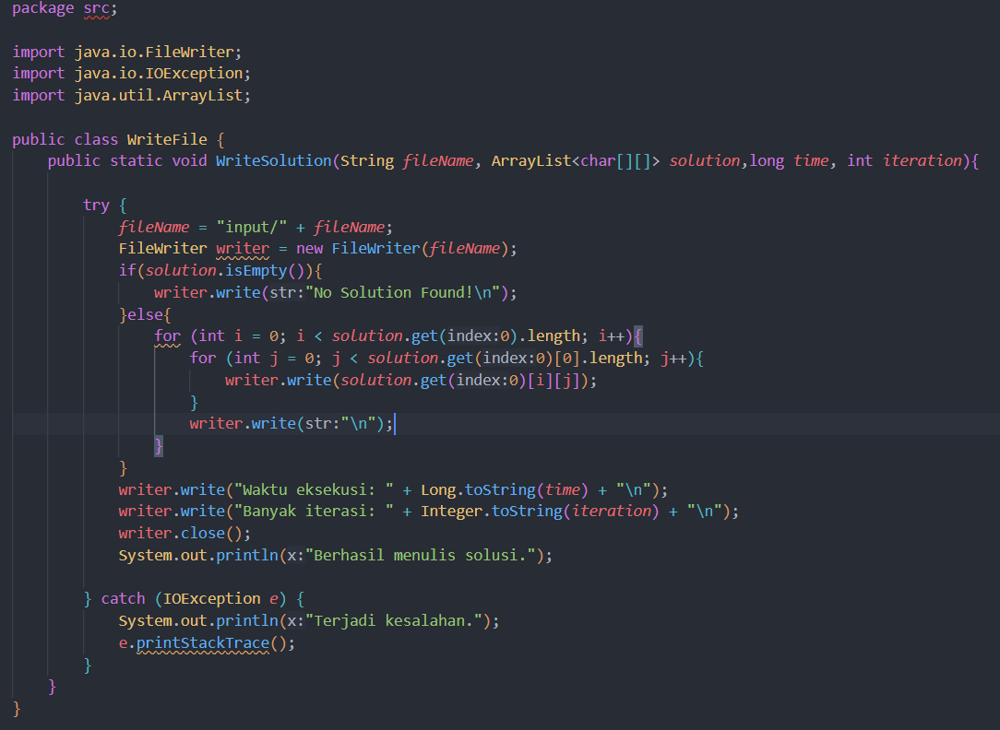 package src;
import java.io.FileWriter;
import java.io.IOException;
import java.util.ArrayList;
public class WriteFile {
public static void WriteSolution(String fileName, ArrayList<char[][]> solution,long time, int iteration){
try {
fileName = "input/" + fileName;
FileWriter writer = new FileWriter(fileName);
if(solution.isEmpty()){
writer.write(str:"No Solution Found!\n");
}else{
for (int i = 0; i < solution.get(index:0).length; i++){
for (int j = 0; j < solution.get(index:0)[0].length; j++){
writer.write(solution.get(index:0)[i][j]);
}
writer.write(str:"\n");
}
}
writer.write("Waktu eksekusi: " + Long.toString(time) + "\n");
writer.write("Banyak iterasi: " + Integer.toString(iteration) + "\n");
writer.close();
System.out.println(x:"Berhasil menulis solusi.");
} catch (IOException e) {
System.out.println(x:"Terjadi kesalahan.");
e.printStackTrace();
}
}
}